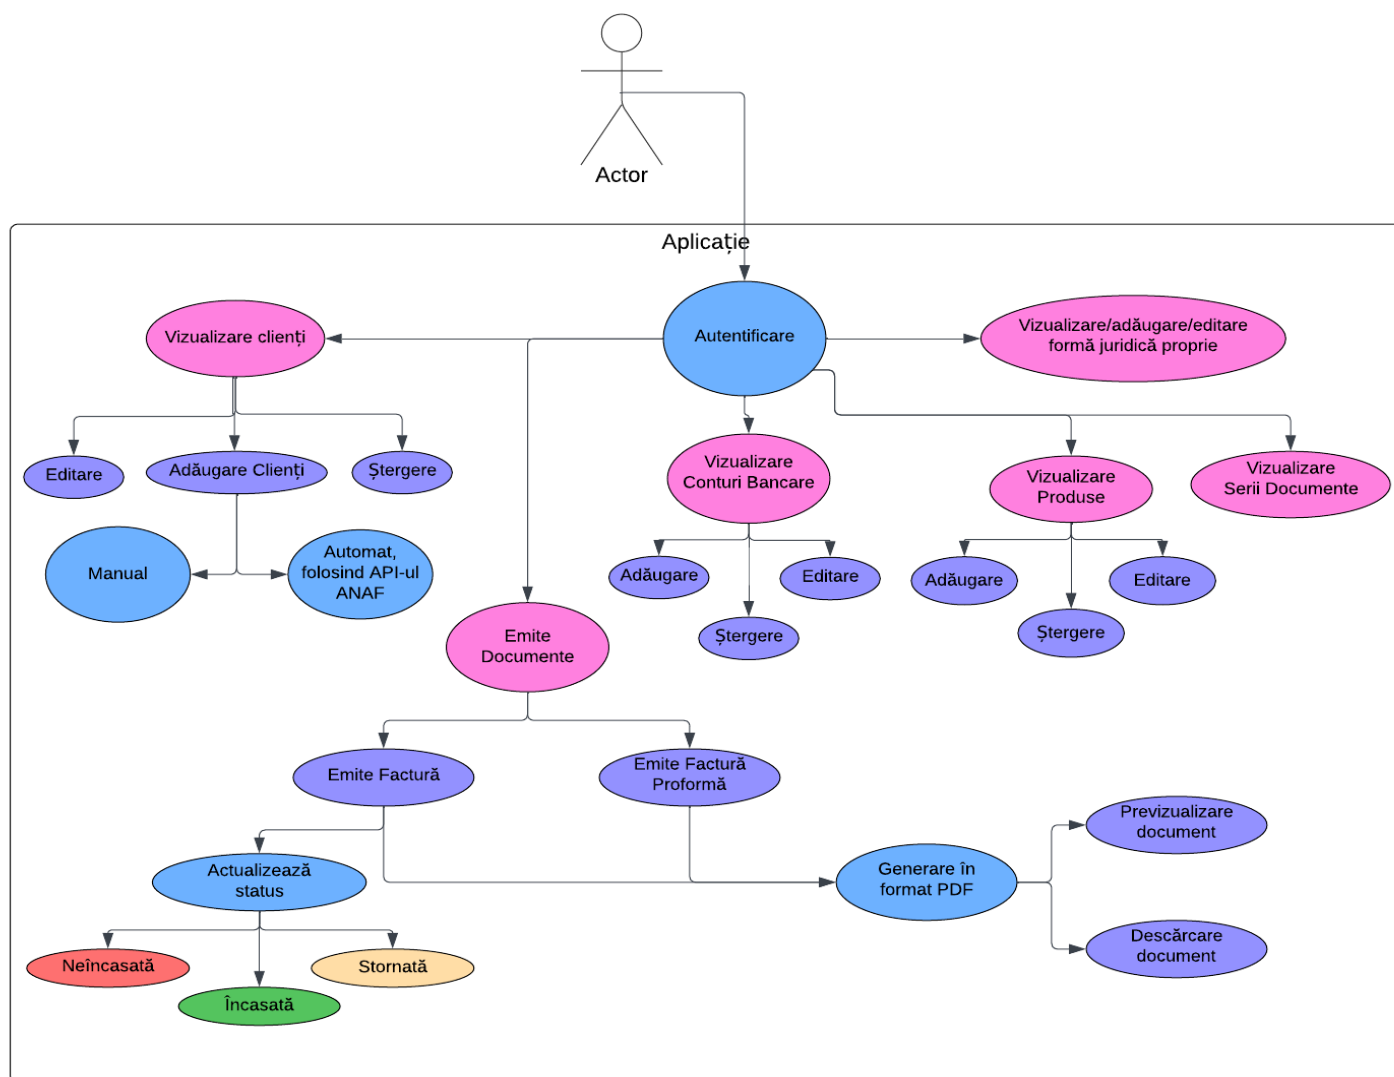 Actor
Aplicație
Autentificare
Vizualizare clienți
Vizualizare/adăugare/editare
formă juridică proprie
Editare
Adăugare Clienți
Ștergere
Vizualizare
Conturi Bancare
Vizualizare
Produse
Vizualizare
Serii Documente
Manual
Automat,
folosind API-ul
ANAF
Adăugare
Editare
Ștergere
Adăugare
Editare
Ștergere
Emite
Documente
Emite Factură
Emite Factură
Proformă
Actualizează
status
Generare în
format PDF
Previzualizare
document
Descărcare
document
Neîncasată
Încasată
Stornată